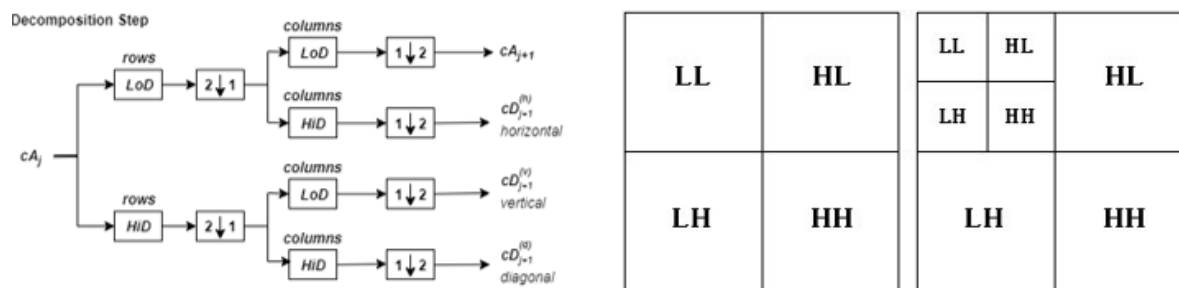 Decomposition Step
rows
LoD
2↓1
columns
LoD
1↓2
cA_{j+1}
columns
HiD
1↓2
cD_{j+1}^{(h)}
horizontal
cA_j
rows
HiD
2↓1
columns
LoD
1↓2
cD_{j+1}^{(v)}
vertical
columns
HiD
1↓2
cD_{j+1}^{(d)}
diagonal
LL HL
LH HH
LL HL
LH HH
HL
LH HH